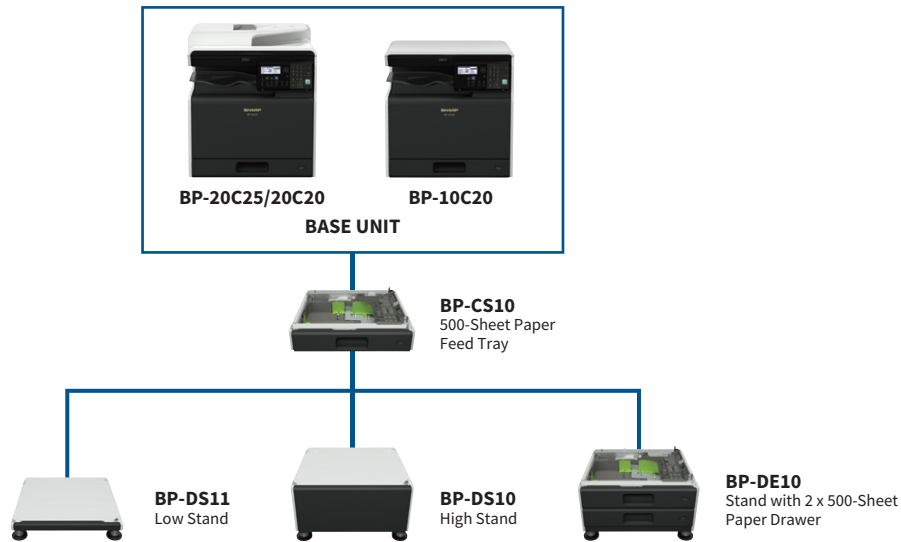 BP-20C25/20C20
BP-10C20
BASE UNIT
BP-CS10
500-Sheet Paper
Feed Tray
BP-DS11
Low Stand
BP-DS10
High Stand
BP-DE10
Stand with 2 x 500-Sheet
Paper Drawer